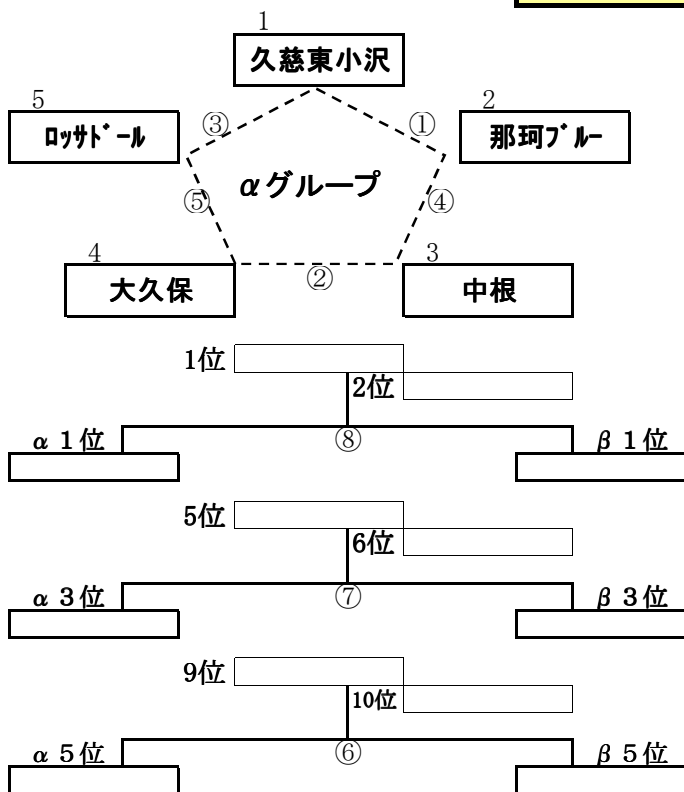 1
久慈東小沢
5
2
ロッサドール
③
①
那珂ブルー
αグループ
⑤
④
4
3
大久保
②
中根
1位
2位
α 1位
⑧
β 1位
5位
6位
α 3位
⑦
β 3位
9位
10位
α 5位
⑥
β 5位